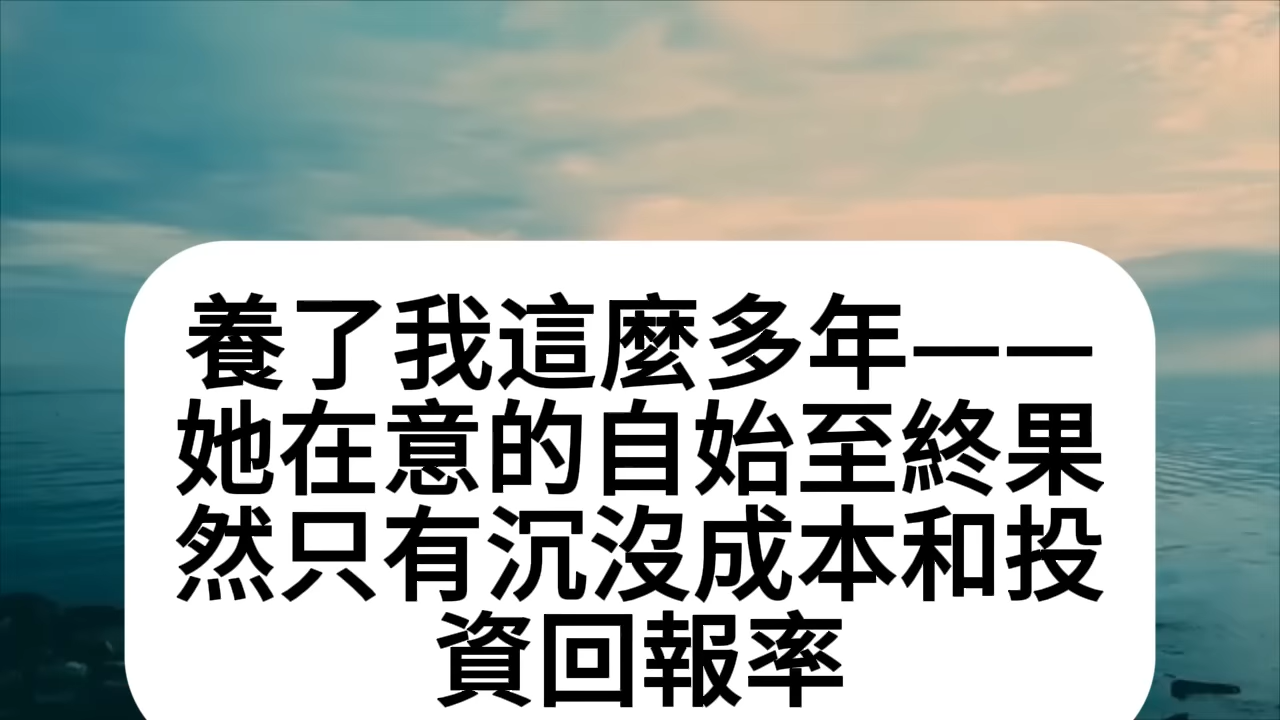 養了我這麼多年——
她在意的自始至終果
然只有沉沒成本和投
資回報率